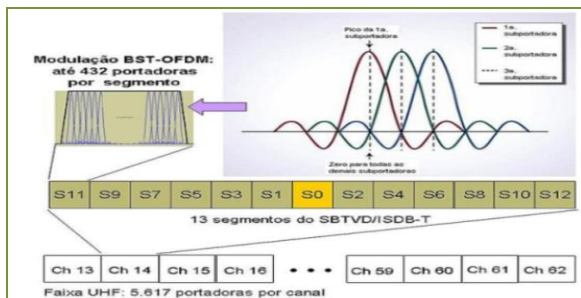 Modulação BST-OFDM:
até 432 portadoras
por segmento
Pico da 1a.
subportadora
1a.
subportadora
2a.
subportadora
3a.
subportadora
Zero para todas as
demais subportadoras
S11 S9 S7 S5 S3 S1 S0 S2 S4 S6 S8 S10 S12
13 segmentos do SBTVD/ISDB-T
Ch 13 Ch 14 Ch 15 Ch 16 • • • Ch 59 Ch 60 Ch 61 Ch 62
Faixa UHF: 5.617 portadoras por canal